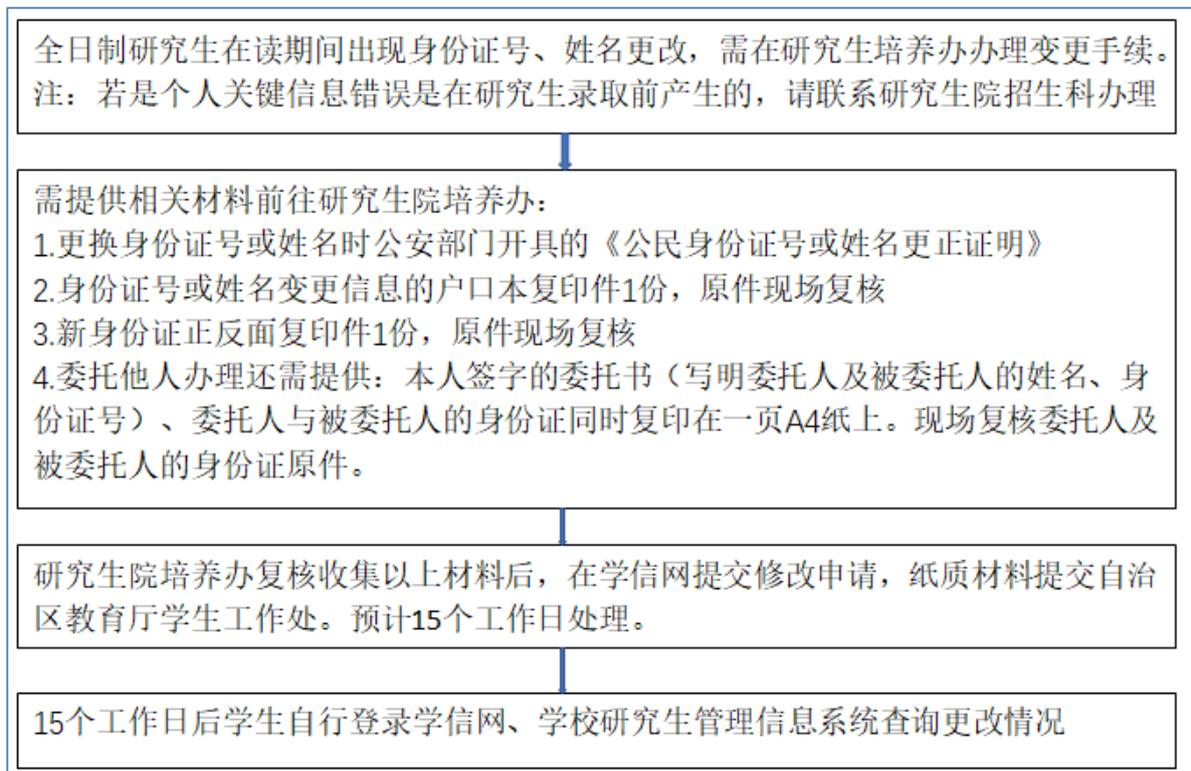 全日制研究生在读期间出现身份证号、姓名更改，需在研究生培养办办理变更手续。
注：若是个人关键信息错误是在研究生录取前产生的，请联系研究生院招生科办理
需提供相关材料前往研究生院培养办：
1.更换身份证号或姓名时公安部门开具的《公民身份证号或姓名更正证明》
2.身份证号或姓名变更信息的户口本复印件1份，原件现场复核
3.新身份证正反面复印件1份，原件现场复核
4.委托他人办理还需提供：本人签字的委托书（写明委托人及被委托人的姓名、身
份证号）、委托人与被委托人的身份证同时复印在一页A4纸上。现场复核委托人及
被委托人的身份证原件。
研究生院培养办复核收集以上材料后，在学信网提交修改申请，纸质材料提交自治
区教育厅学生工作处。预计15个工作日处理。
15个工作日后学生自行登录学信网、学校研究生管理信息系统查询更改情况